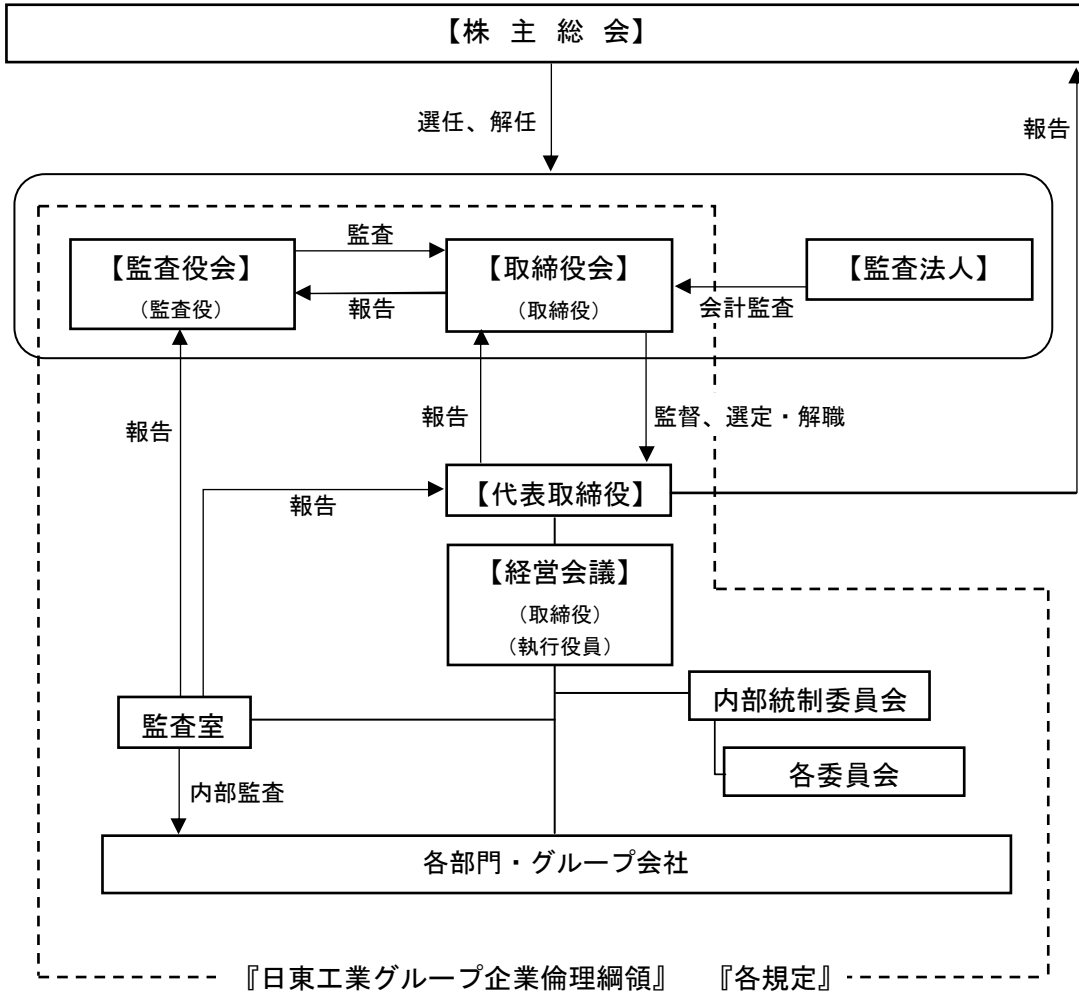 【株 主 総 会】
選任、解任
報告
監査
【監査役会】
(監査役)
【取締役会】
(取締役)
【監査法人】
報告
会計監査
報告
報告
監督、選定・解職
報告
【代表取締役】
【経営会議】
(取締役)
(執行役員)
監査室
内部統制委員会
各委員会
内部監査
各部門・グループ会社
『日東工業グループ企業倫理綱領』 『各規定』